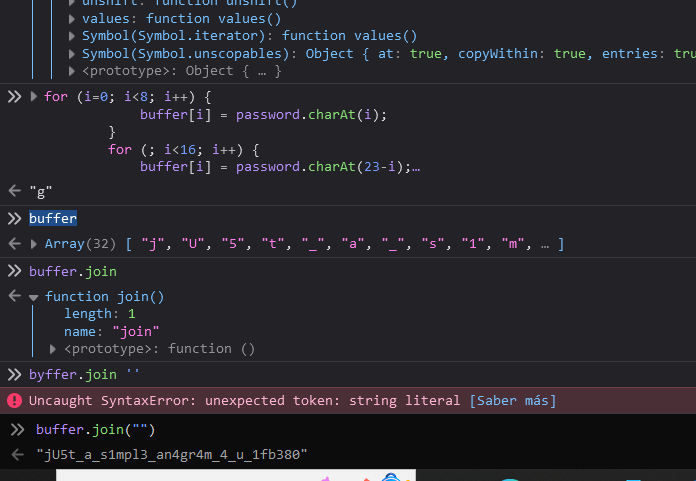 unshift: function unshift()
values: function values()
Symbol(Symbol.iterator): function values()
Symbol(Symbol.unscopables): Object { at: true, copyWithin: true, entries: tru
<prototype>: Object { … }
for (i=0; i<8; i++) {
buffer[i] = password.charAt(i);
}
for (; i<16; i++) {
buffer[i] = password.charAt(23-i);…
"g"
buffer
Array(32) [ "j", "U", "5", "t", "_", "a", "_", "s", "1", "m", … ]
buffer.join
function join()
length: 1
name: "join"
<prototype>: function ()
byffer.join ''
Uncaught SyntaxError: unexpected token: string literal [Saber más]
buffer.join("")
"jU5t_a_s1mpl3_an4gr4m_4_u_1fb380"